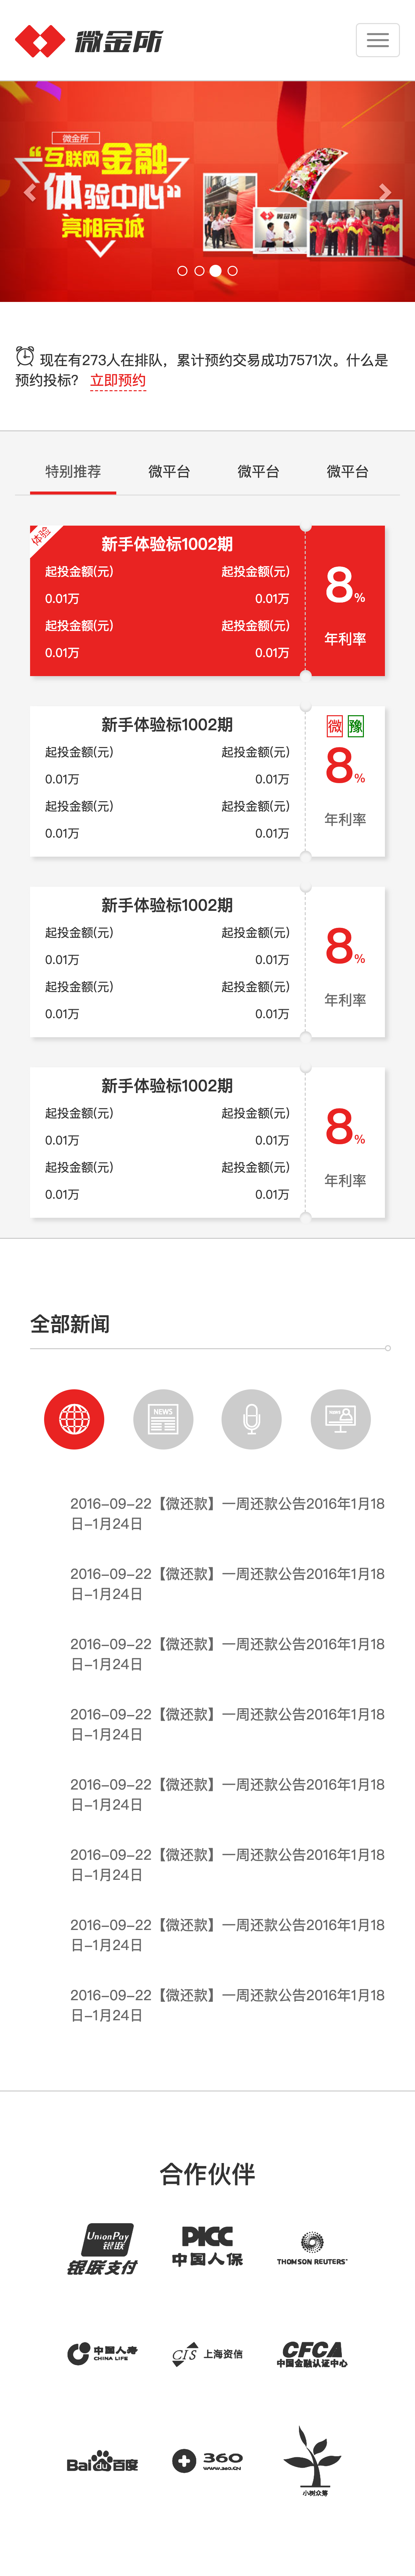 微金所
微金所
"互联网金融
体验中心"
亮相京城
微金所
现在有273人在排队，累计预约交易成功7571次。什么是
预约投标？ 立即预约
特别推荐 微平台 微平台 微平台
体验
新手体验标1002期
起投金额(元) 起投金额(元)
0.01万 0.01万
起投金额(元) 起投金额(元)
0.01万 0.01万
8%
年利率
新手体验标1002期
起投金额(元) 起投金额(元)
0.01万 0.01万
起投金额(元) 起投金额(元)
0.01万 0.01万
微 豫
8%
年利率
新手体验标1002期
起投金额(元) 起投金额(元)
0.01万 0.01万
起投金额(元) 起投金额(元)
0.01万 0.01万
8%
年利率
新手体验标1002期
起投金额(元) 起投金额(元)
0.01万 0.01万
起投金额(元) 起投金额(元)
0.01万 0.01万
8%
年利率
全部新闻
NEWS
2016-09-22【微还款】一周还款公告2016年1月18
日-1月24日
2016-09-22【微还款】一周还款公告2016年1月18
日-1月24日
2016-09-22【微还款】一周还款公告2016年1月18
日-1月24日
2016-09-22【微还款】一周还款公告2016年1月18
日-1月24日
2016-09-22【微还款】一周还款公告2016年1月18
日-1月24日
2016-09-22【微还款】一周还款公告2016年1月18
日-1月24日
2016-09-22【微还款】一周还款公告2016年1月18
日-1月24日
2016-09-22【微还款】一周还款公告2016年1月18
日-1月24日
合作伙伴
UnionPay
银联
银联支付
PICC
中国人保
THOMSON REUTERS
中国人寿
CHINA LIFE
CIS 上海资信
CFCA
中国金融认证中心
Baidu百度
360
WWW.360.CN
小树众筹